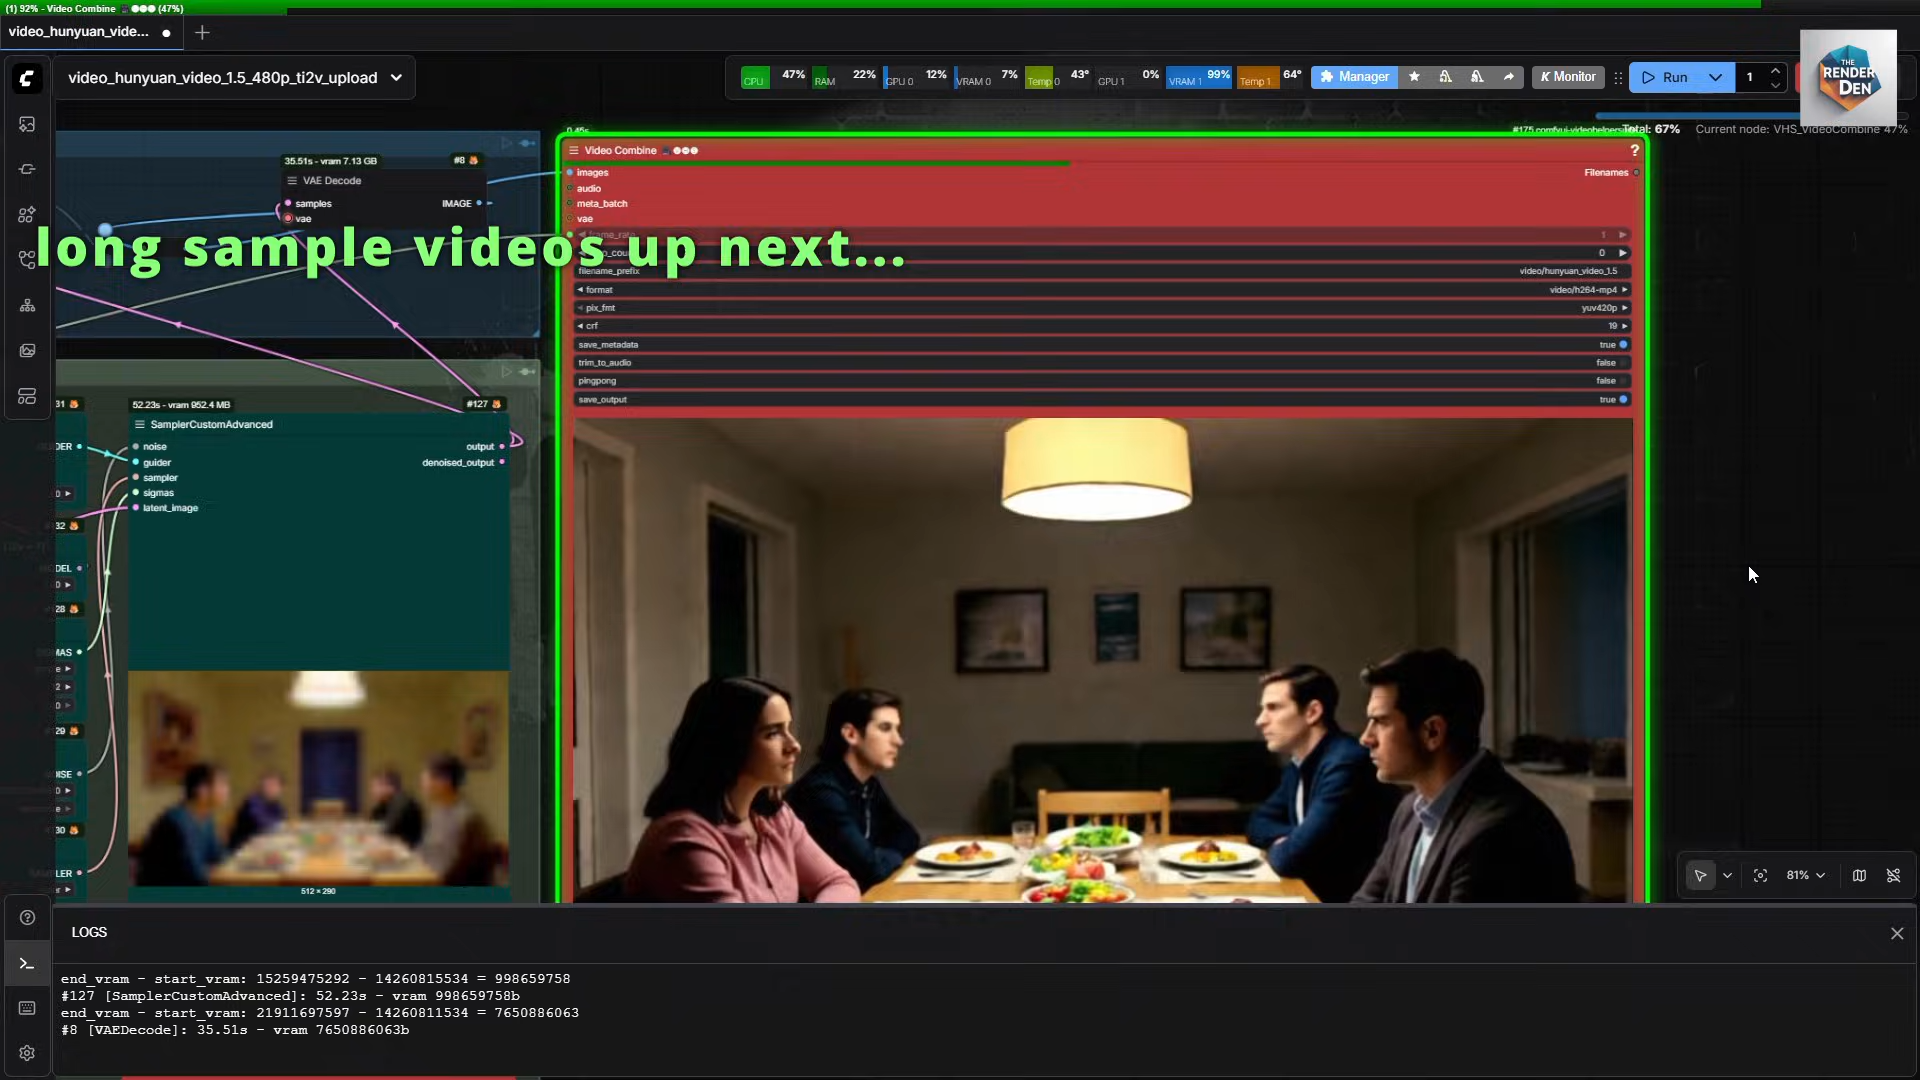 (1) 92% - Video Combine (47%)
video_hunyuan_vide...
video_hunyuan_video_1.5_480p_ti2v_upload
CPU 47% RAM 22% GPU 0 12% VRAM 0 7% Temp 0 43° GPU 1 0% VRAM 1 99% Temp 1 64°
Manager
K Monitor
Run
1
THE
RENDER
DEN
Total: 67% Current node: VHS_VideoCombine 47%
0.45s
35.51s - vram 7.13 GB #8
VAE Decode
samples IMAGE
vae
long sample videos up next...
Video Combine ?
images Filenames
audio
meta_batch
vae
frame_rate 1
0
filename_prefix video/hunyuan_video_1.5
format video/h264-mp4
pix_fmt yuv420p
crf 19
save_metadata true
trim_to_audio false
pingpong false
save_output true
52.23s - vram 952.4 MB #127
SamplerCustomAdvanced
noise output
guider denoised_output
sampler
sigmas
latent_image
512 × 290
81%
LOGS
end_vram - start_vram: 15259475292 - 14260815534 = 998659758
#127 [SamplerCustomAdvanced]: 52.23s - vram 998659758b
end_vram - start_vram: 21911697597 - 14260811534 = 7650886063
#8 [VAEDecode]: 35.51s - vram 7650886063b